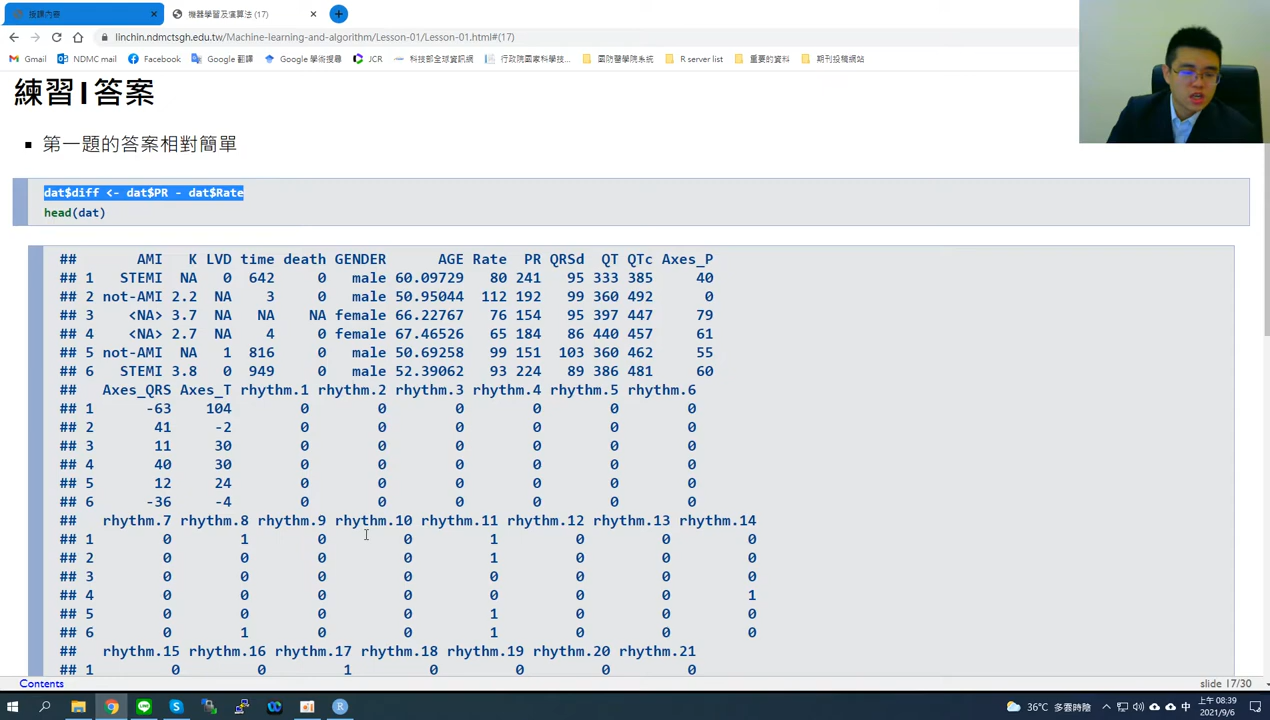 授課內容
機器學習及演算法 (17)
linchin.ndmctsgh.edu.tw/Machine-learning-and-algorithm/Lesson-01/Lesson-01.html#(17)
Gmail NDMC mail Facebook Google 翻譯 Google 學術搜尋 JCR 科技部全球資訊網 行政院國家科學技... 國防醫學院系統 R server list 重要的資料 期刊投稿網站
練習1答案
第一題的答案相對簡單
dat$diff <- dat$PR - dat$Rate
head(dat)
## AMI K LVD time death GENDER AGE Rate PR QRSd QT QTc Axes_P
## 1 STEMI NA 0 642 0 male 60.09729 80 241 95 333 385 40
## 2 not-AMI 2.2 NA 3 0 male 50.95044 112 192 99 360 492 0
## 3 <NA> 3.7 NA NA NA female 66.22767 76 154 95 397 447 79
## 4 <NA> 2.7 NA 4 0 female 67.46526 65 184 86 440 457 61
## 5 not-AMI NA 1 816 0 male 50.69258 99 151 103 360 462 55
## 6 STEMI 3.8 0 949 0 male 52.39062 93 224 89 386 481 60
## Axes_QRS Axes_T rhythm.1 rhythm.2 rhythm.3 rhythm.4 rhythm.5 rhythm.6
## 1 -63 104 0 0 0 0 0 0
## 2 41 -2 0 0 0 0 0 0
## 3 11 30 0 0 0 0 0 0
## 4 40 30 0 0 0 0 0 0
## 5 12 24 0 0 0 0 0 0
## 6 -36 -4 0 0 0 0 0 0
## rhythm.7 rhythm.8 rhythm.9 rhythm.10 rhythm.11 rhythm.12 rhythm.13 rhythm.14
## 1 0 1 0 0 1 0 0 0
## 2 0 0 0 0 1 0 0 0
## 3 0 0 0 0 0 0 0 0
## 4 0 0 0 0 0 0 0 1
## 5 0 0 0 0 1 0 0 0
## 6 0 1 0 0 1 0 0 0
## rhythm.15 rhythm.16 rhythm.17 rhythm.18 rhythm.19 rhythm.20 rhythm.21
## 1 0 0 1 0 0 0 0
Contents slide 17/30
36°C 多雲時陰 中 上午 08:39
2021/9/6